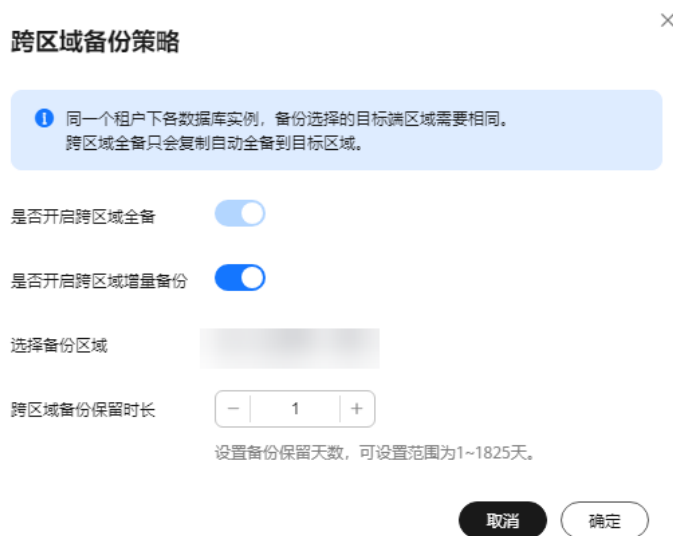 跨区域备份策略
同一个租户下各数据库实例，备份选择的目标端区域需要相同。
跨区域全备只会复制自动全备到目标区域。
是否开启跨区域全备
是否开启跨区域增量备份
选择备份区域
跨区域备份保留时长
1
设置备份保留天数，可设置范围为1~1825天。
取消
确定